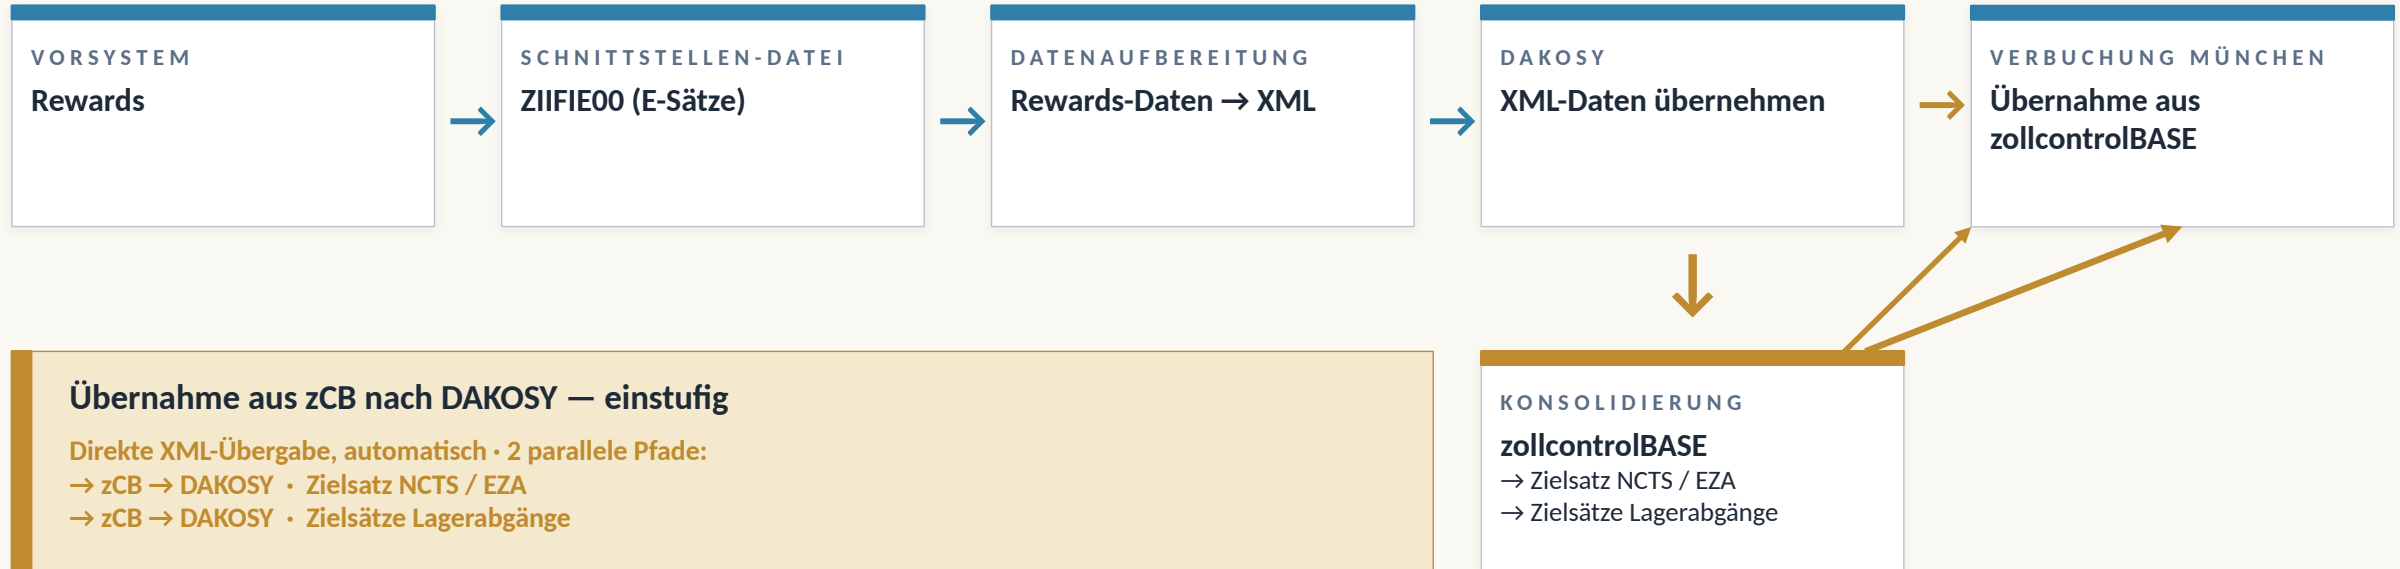 VORSYSTEM
Rewards
SCHNITTSTELLEN-DATEI
ZIIFIE00 (E-Sätze)
DATENAUFBEREITUNG
Rewards-Daten → XML
DAKOSY
XML-Daten übernehmen
VERBUCHUNG MÜNCHEN
Übernahme aus
zollcontrolBASE
Übernahme aus zCB nach DAKOSY — einstufig
Direkte XML-Übergabe, automatisch · 2 parallele Pfade:
→ zCB → DAKOSY · Zielsatz NCTS / EZA
→ zCB → DAKOSY · Zielsätze Lagerabgänge
KONSOLIDIERUNG
zollcontrolBASE
→ Zielsatz NCTS / EZA
→ Zielsätze Lagerabgänge